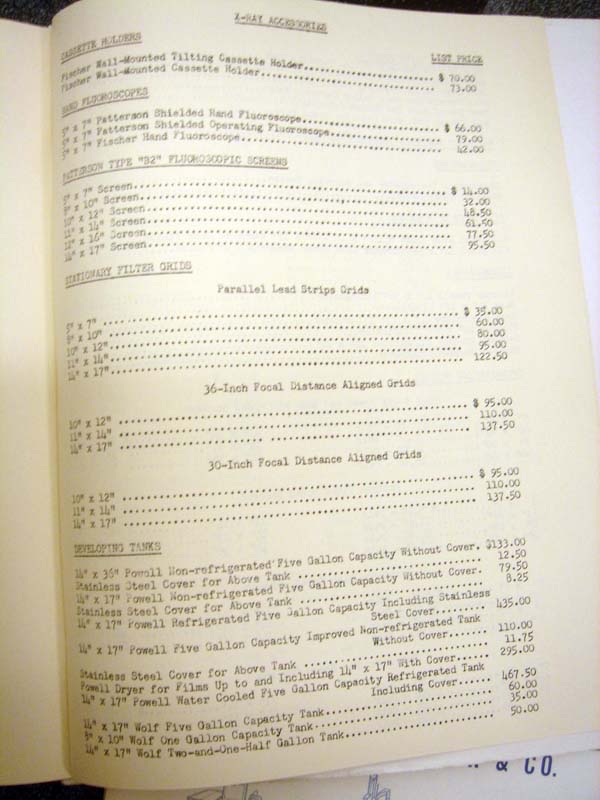 X-RAY ACCESSORIES
CASSETTE HOLDERS LIST PRICE
Fischer Wall-Mounted Tilting Cassette Holder........................ $ 70.00
Fischer Wall-Mounted Cassette Holder................................ 73.00
HAND FLUOROSCOPES
5" x 7" Patterson Shielded Hand Fluoroscope......................... $ 66.00
5" x 7" Patterson Shielded Operating Fluoroscope.................... 79.00
5" x 7" Fischer Hand Fluoroscope.................................... 42.00
PATTERSON TYPE "B2" FLUOROSCOPIC SCREENS
5" x 7" Screen...................................................... $ 14.00
8" x 10" Screen..................................................... 32.00
10" x 12" Screen.................................................... 48.50
11" x 14" Screen.................................................... 61.50
12" x 16" Screen.................................................... 77.50
14" x 17" Screen.................................................... 95.50
STATIONARY FILTER GRIDS
Parallel Lead Strips Grids
5" x 7" ............................................................ $ 35.00
8" x 10" ........................................................... 60.00
10" x 12"........................................................... 80.00
11" x 14"........................................................... 95.00
14" x 17"........................................................... 122.50
36-Inch Focal Distance Aligned Grids
10" x 12" .......................................................... $ 95.00
11" x 14" .......................................................... 110.00
14" x 17" .......................................................... 137.50
30-Inch Focal Distance Aligned Grids
10" x 12" .......................................................... $ 95.00
11" x 14" .......................................................... 110.00
14" x 17" .......................................................... 137.50
DEVELOPING TANKS
14" x 36" Powell Non-refrigerated Five Gallon Capacity Without Cover. $133.00
Stainless Steel Cover for Above Tank ............................... 12.50
14" x 17" Powell Non-refrigerated Five Gallon Capacity Without Cover. 79.50
Stainless Steel Cover for Above Tank ............................... 8.25
14" x 17" Powell Refrigerated Five Gallon Capacity Including Stainless
Steel Cover........ 435.00
14" x 17" Powell Five Gallon Capacity Improved Non-refrigerated Tank
Without Cover....... 110.00
Stainless Steel Cover for Above Tank ............................... 11.75
Powell Dryer for Films Up to and Including 14" x 17" With Cover...... 295.00
14" x 17" Powell Water Cooled Five Gallon Capacity Refrigerated Tank
Including Cover...... 467.50
14" x 17" Wolf Five Gallon Capacity Tank............................ 60.00
8" x 10" Wolf One Gallon Capacity Tank.............................. 35.00
14" x 17" Wolf Two-and-One-Half Gallon Tank......................... 50.00
& CO.